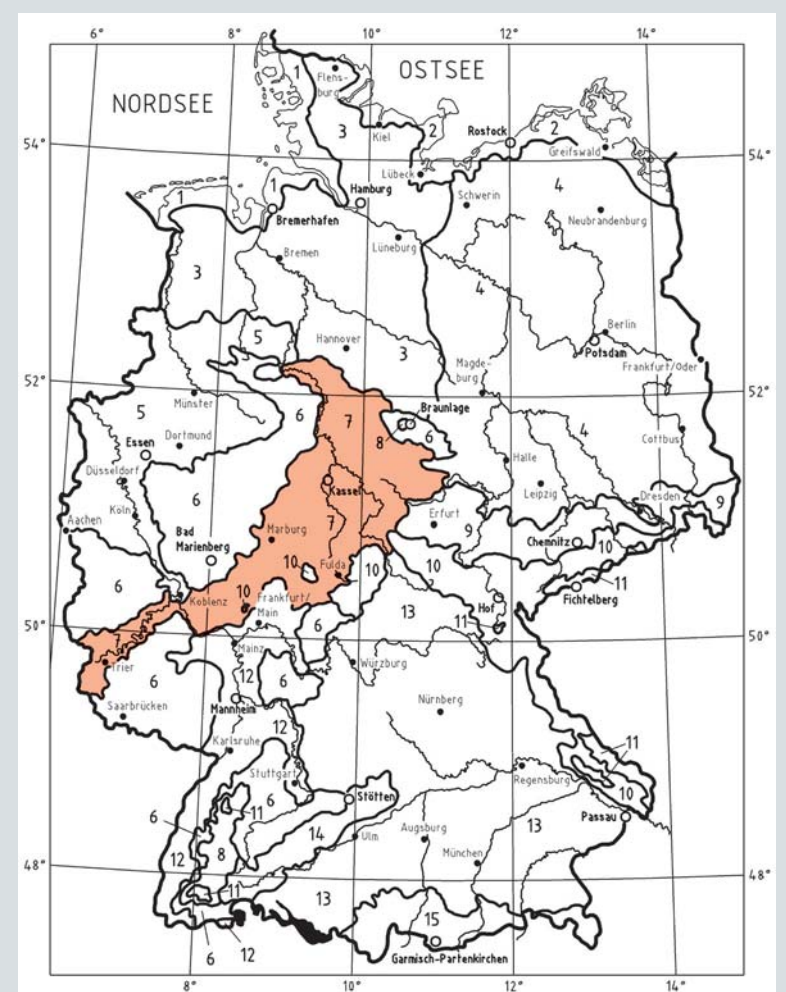 6° 8° 10° 12° 14°
NORDSEE
OSTSEE
1
Flens-
burg
3
Kiel
2
Rostock
2
Greifswald
54°
54°
Lübeck
1
1
Hamburg
Schwerin
4
Neubrandenburg
Bremerhafen
Lüneburg
Bremen
3
4
5
Hannover
3
Berlin
Potsdam
Magde-
burg
Frankfurt/Oder
52°
52°
5
Münster
6
7
Braunlage
8
6
4
Cottbus
Essen
Dortmund
Halle
Düsseldorf
Leipzig
Kassel
Dresden
9
Köln
6
7
Erfurt
9
Aachen
Bad
Marienberg
Marburg
Chemnitz
10
10
Fulda
10
10
11
6
Koblenz
10
Frankfurt/
Main
13
Hof
Fichtelberg
11
50°
50°
7
6
Mainz
Trier
6
12
6
Würzburg
Saarbrücken
Mannheim
Nürnberg
12
Karlsruhe
11
Stuttgart
Regensburg
10
6
Stötten
11
6
Passau
14
Ulm
Augsburg
13
12
8
München
48°
48°
11
13
15
6
12
Garmisch-Partenkirchen
8° 10° 12° 14°